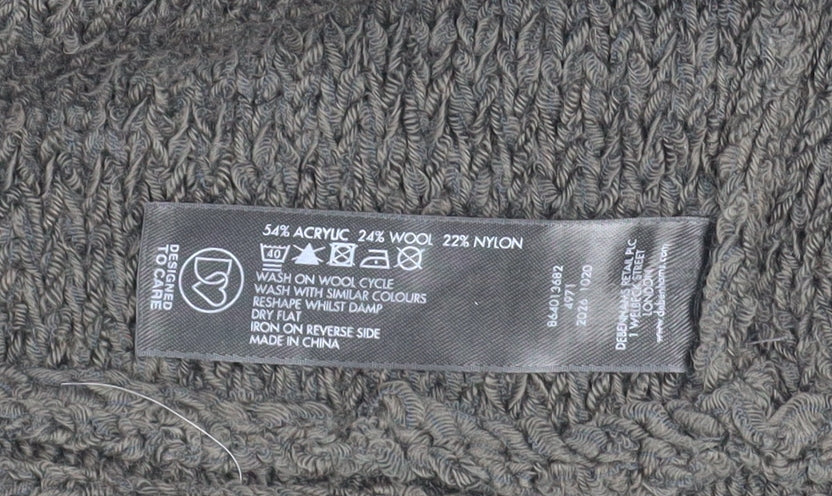 54% ACRYLIC 24% WOOL 22% NYLON
40
WASH ON WOOL CYCLE
WASH WITH SIMILAR COLOURS
RESHAPE WHILST DAMP
DRY FLAT
IRON ON REVERSE SIDE
MADE IN CHINA
DESIGNED
TO CARE
864013682
4971
2026 1020
DEBENHAMS RETAIL PLC
1 WELBECK STREET
LONDON
www.debenhams.com